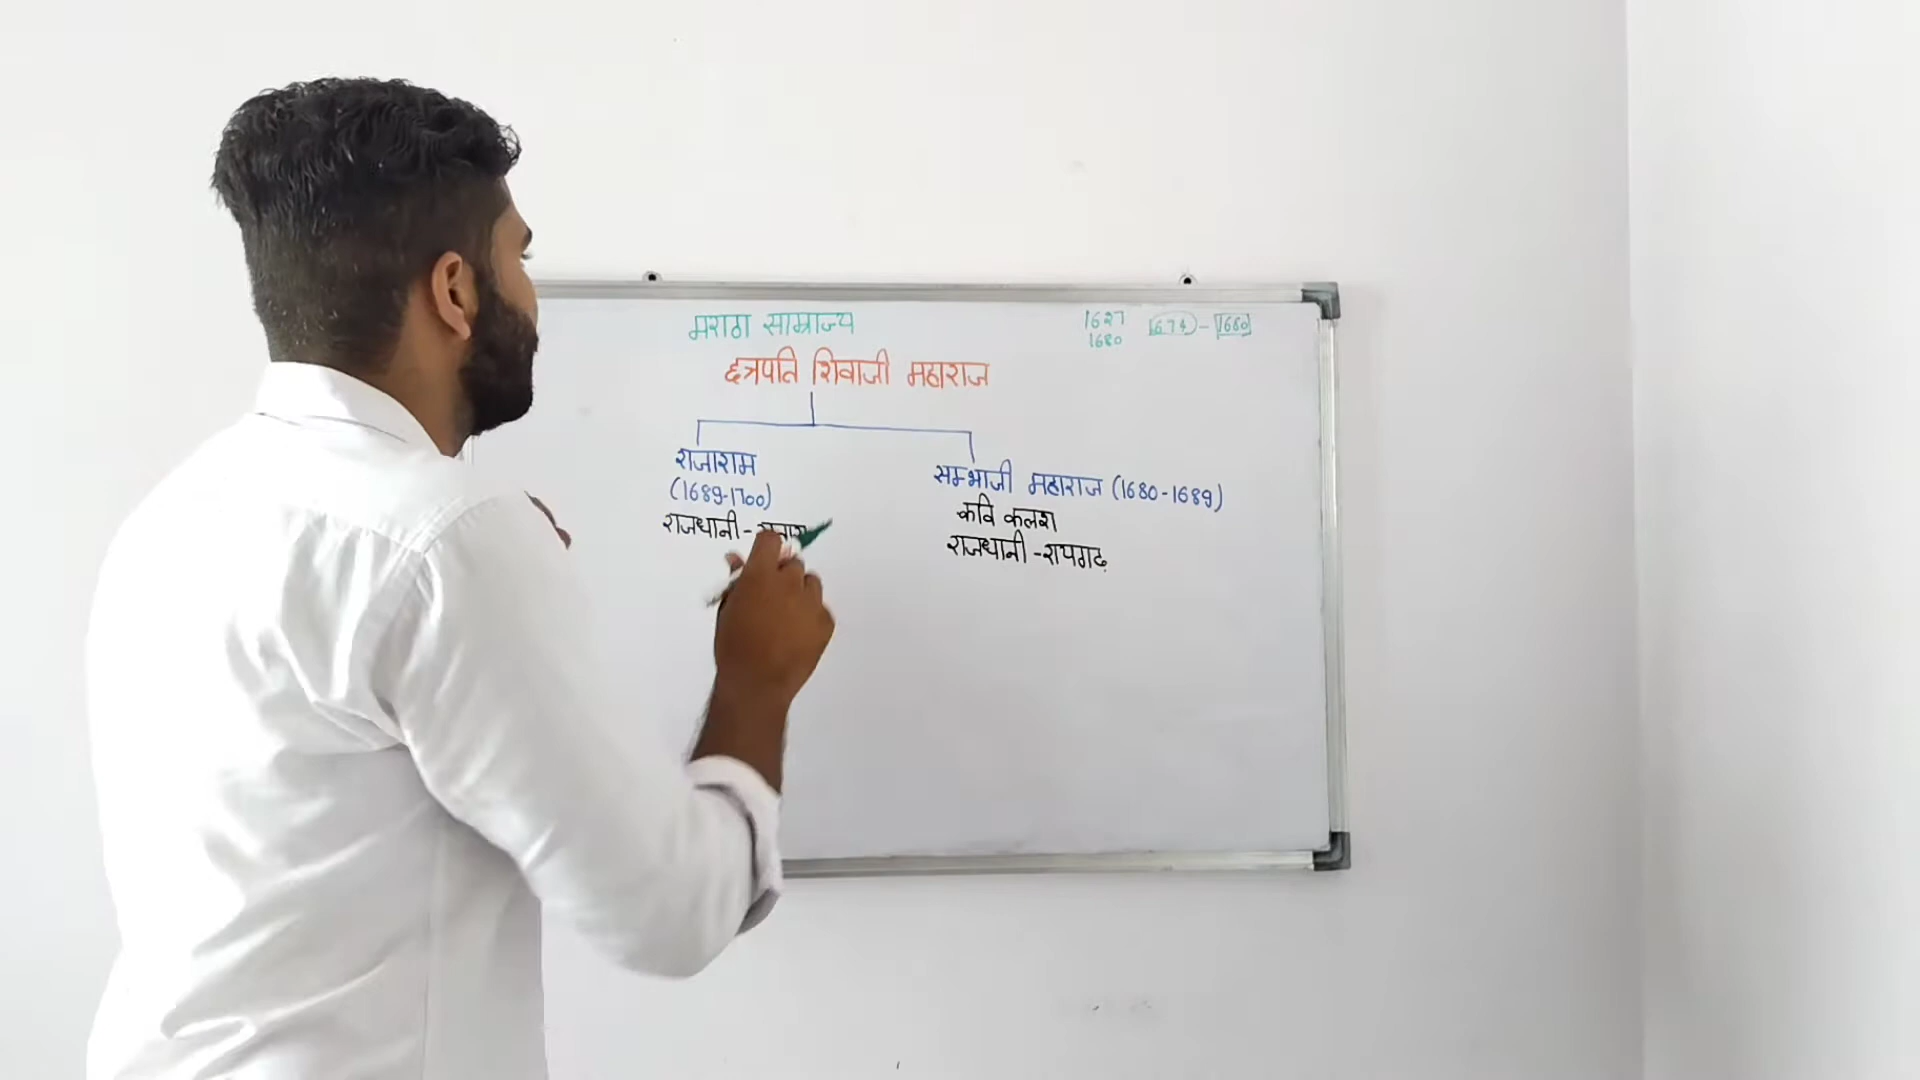 मराठा साम्राज्य
1627
1680
1674 - 1680
छत्रपति शिवाजी महाराज
राजाराम
(1689-1700)
राजधानी -
सम्भाजी महाराज (1680-1689)
कवि कलश
राजधानी - रायगढ़